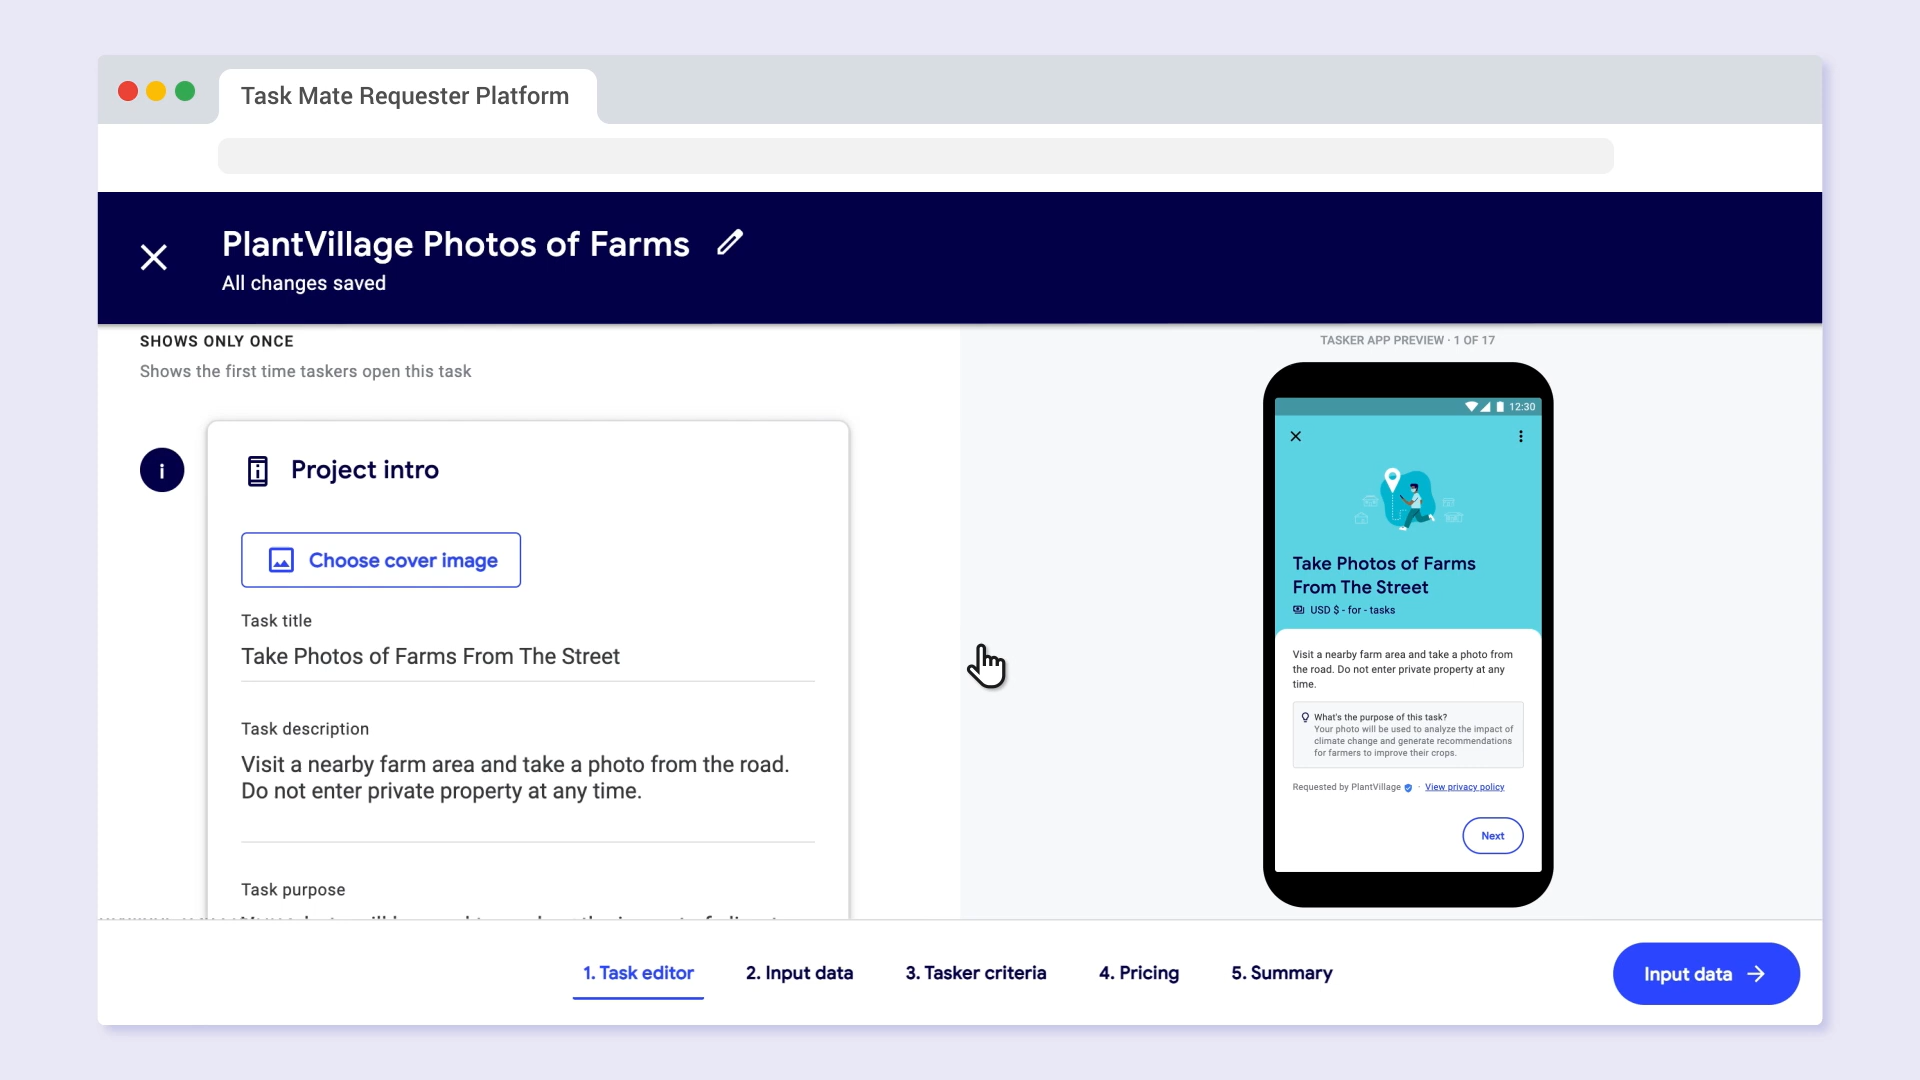 Task Mate Requester Platform
PlantVillage Photos of Farms
All changes saved
SHOWS ONLY ONCE
Shows the first time taskers open this task
i
Project intro
Choose cover image
Task title
Take Photos of Farms From The Street
Task description
Visit a nearby farm area and take a photo from the road.
Do not enter private property at any time.
Task purpose
TASKER APP PREVIEW · 1 OF 17
12:30
Take Photos of Farms
From The Street
USD $ - for - tasks
Visit a nearby farm area and take a photo from
the road. Do not enter private property at any
time.
What's the purpose of this task?
Your photo will be used to analyze the impact of
climate change and generate recommendations
for farmers to improve their crops.
Requested by PlantVillage · View privacy policy
Next
1. Task editor
2. Input data
3. Tasker criteria
4. Pricing
5. Summary
Input data